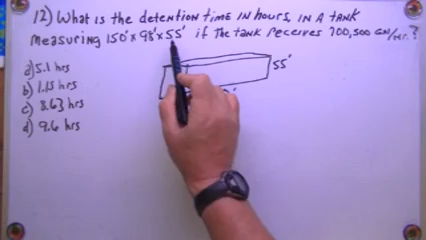 12) What is the detention time in hours, in a tank
measuring 150' x 98' x 55' if the tank receives 700,500 GAL/Hr.?
55'
a) 5.1 hrs
b) 1.15 hrs
c) 8.63 hrs
d) 9.6 hrs